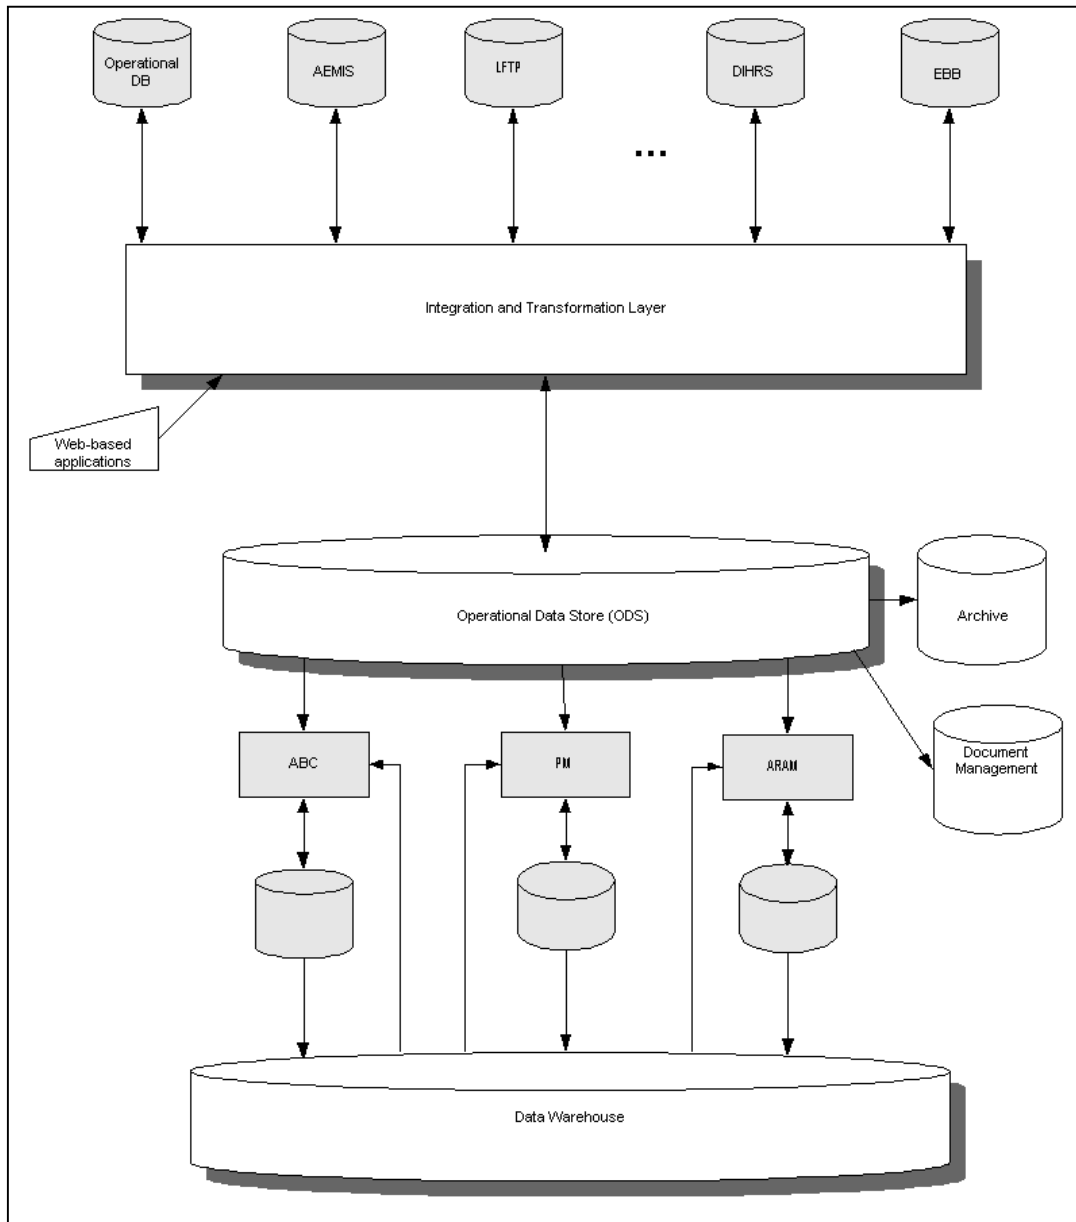 Operational
DB
AEMIS
LFTP
DIHRS
EBB
...
Integration and Transformation Layer
Web-based
applications
Operational Data Store (ODS)
Archive
Document
Management
ABC
PM
ARAM
Data Warehouse